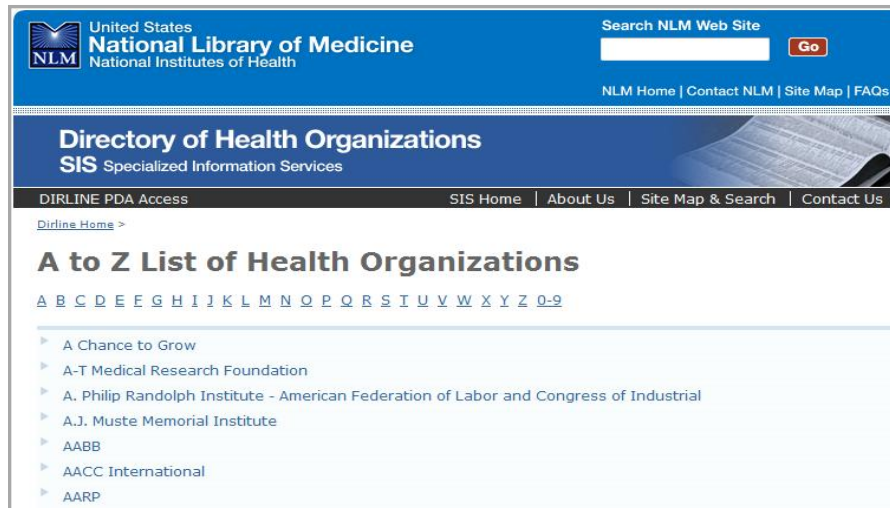 United States
National Library of Medicine
National Institutes of Health
NLM
Search NLM Web Site
Go
NLM Home | Contact NLM | Site Map | FAQs
Directory of Health Organizations
SIS Specialized Information Services
DIRLINE PDA Access
SIS Home | About Us | Site Map & Search | Contact Us
Dirline Home >
A to Z List of Health Organizations
A B C D E F G H I J K L M N O P Q R S T U V W X Y Z 0-9
A Chance to Grow
A-T Medical Research Foundation
A. Philip Randolph Institute - American Federation of Labor and Congress of Industrial
A.J. Muste Memorial Institute
AABB
AACC International
AARP